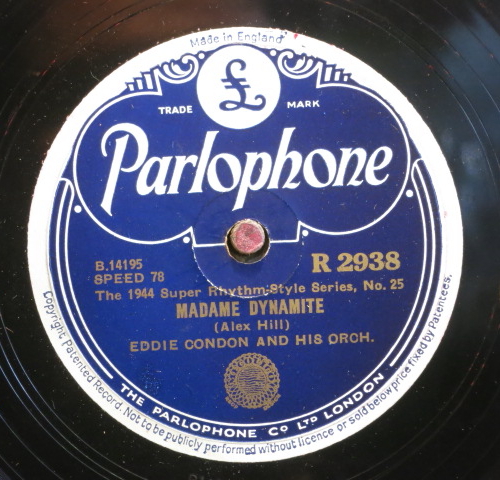 Made in England
£
TRADE MARK
Parlophone
B.14195
SPEED 78
R 2938
The 1944 Super Rhythm-Style Series, No. 25
MADAME DYNAMITE
(Alex Hill)
EDDIE CONDON AND HIS ORCH.
THE PARLOPHONE Co LTD LONDON
Copyright Patented Record. Not to be publicly performed without licence or sold below price fixed by Patentees.